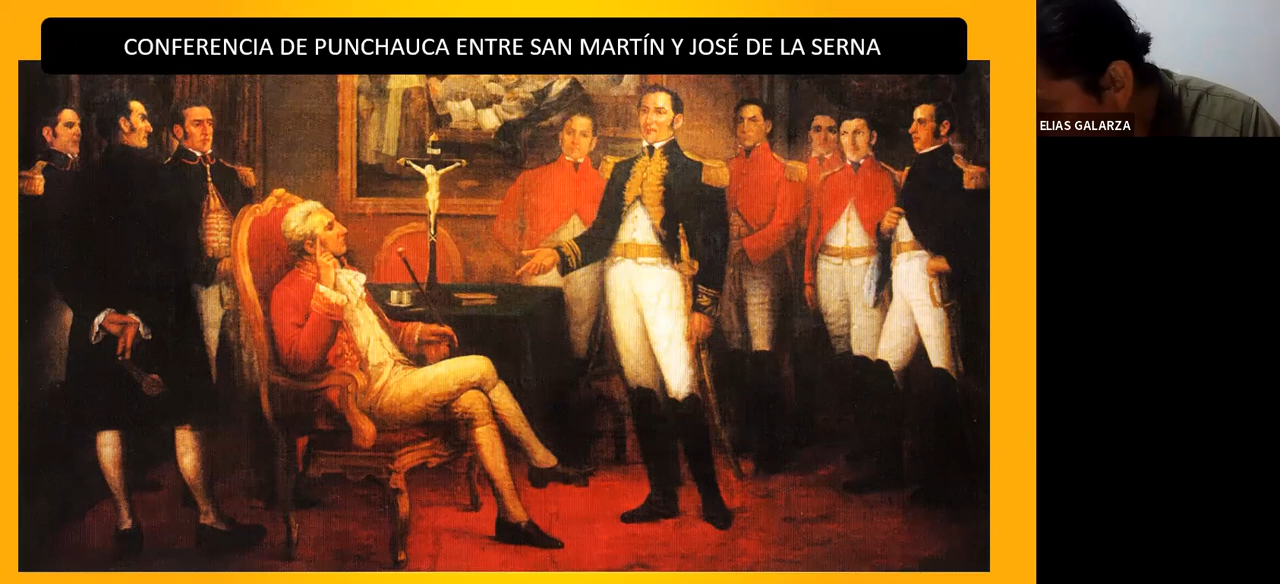 CONFERENCIA DE PUNCHAUCA ENTRE SAN MARTÍN Y JOSÉ DE LA SERNA
ELIAS GALARZA